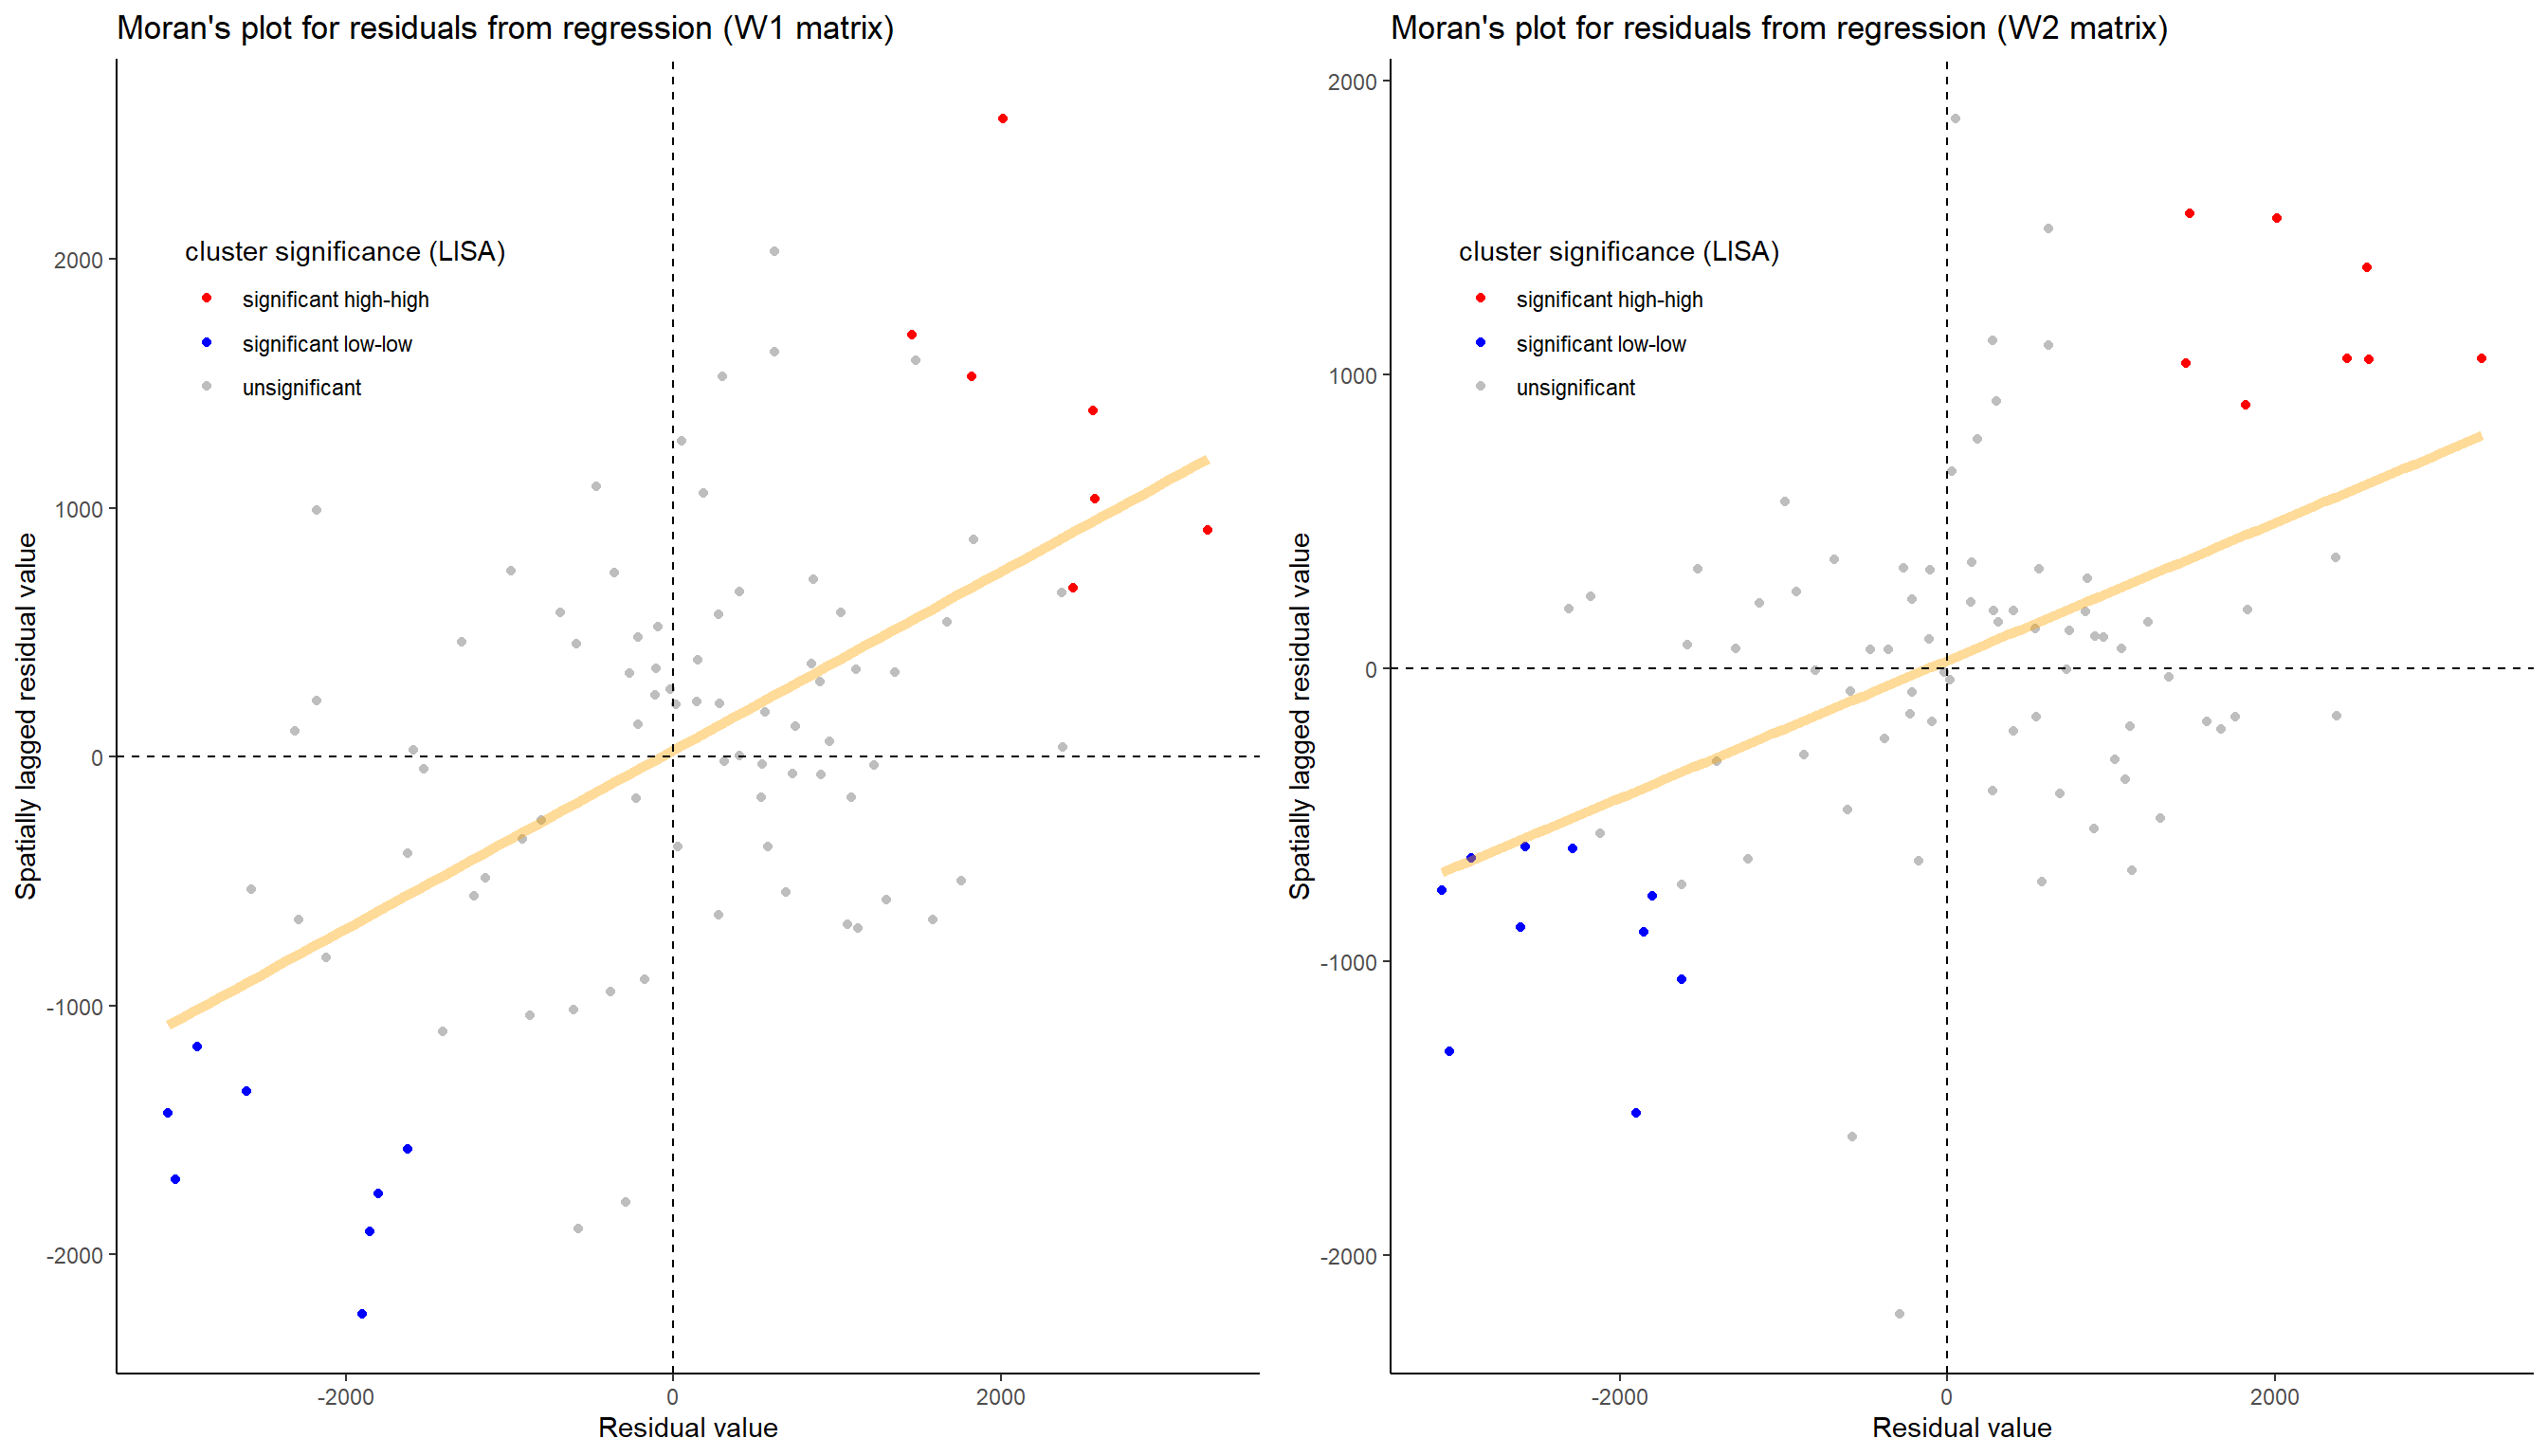 Moran's plot for residuals from regression (W1 matrix)
Spatially lagged residual value
2000
1000
0
-1000
-2000
cluster significance (LISA)
significant high-high
significant low-low
unsignificant
-2000 0 2000
Residual value
Moran's plot for residuals from regression (W2 matrix)
Spatially lagged residual value
2000
1000
0
-1000
-2000
cluster significance (LISA)
significant high-high
significant low-low
unsignificant
-2000 0 2000
Residual value